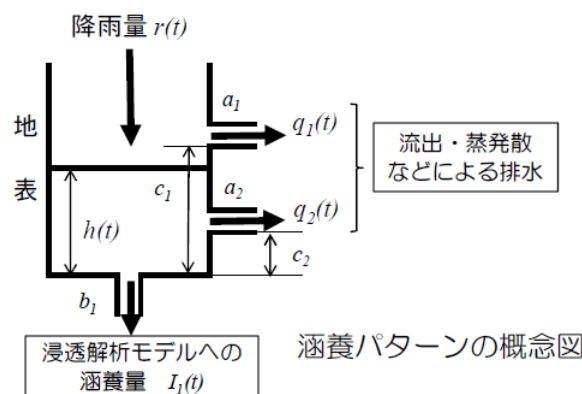 降雨量 r(t)
地
表
a₁
q₁(t)
c₁
a₂
q₂(t)
h(t)
c₂
b₁
流出・蒸発散
などによる排水
浸透解析モデルへの
涵養量 I₁(t)
涵養パターンの概念図